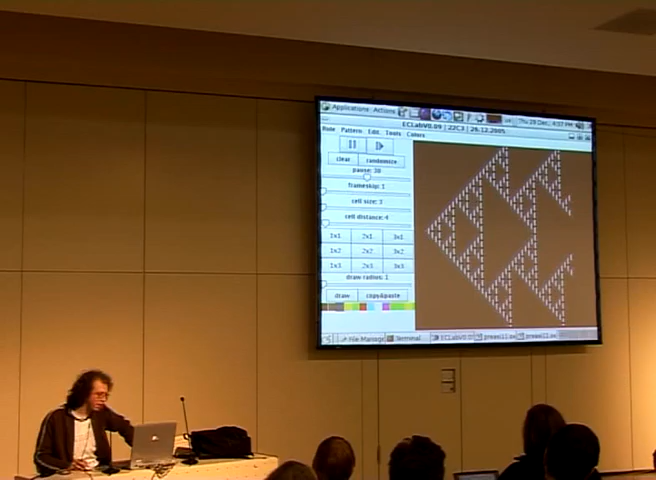 Applications Actions Thu 29 Dec, 4:57 PM
ECLabV0.09 | 22C3 | 26.12.2005
Rule Pattern Edit Tools Colors
clear randomize
pause: 30
frameskip: 1
cell size: 3
cell distance: 4
1x1 2x1 3x1
1x2 2x2 3x2
1x3 2x3 3x3
draw radius: 1
draw copy&paste
File Manage Terminal ECLabV0.0